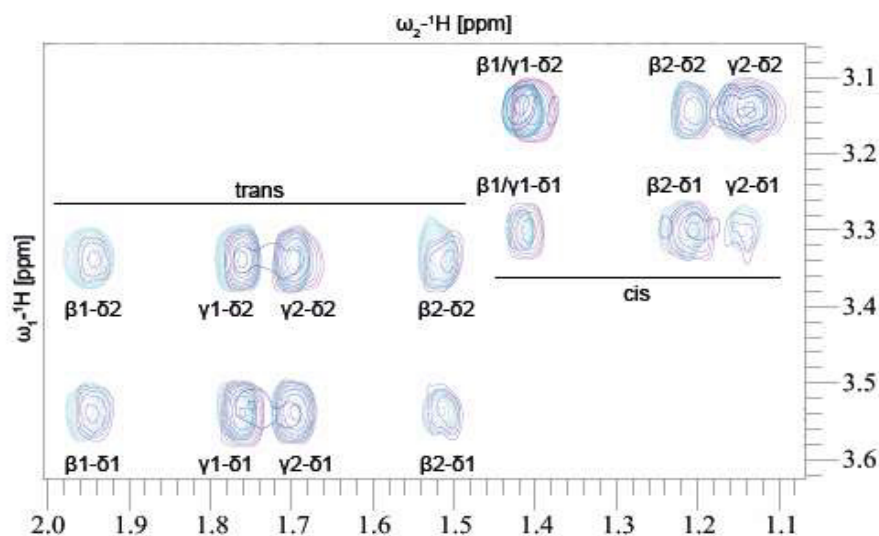 ω₂-¹H [ppm]
β1/γ1-δ2 β2-δ2 γ2-δ2
3.1
3.2
trans
β1/γ1-δ1 β2-δ1 γ2-δ1
3.3
ω₁-¹H [ppm]
β1-δ2 γ1-δ2 γ2-δ2 β2-δ2
cis
3.4
3.5
β1-δ1 γ1-δ1 γ2-δ1 β2-δ1
3.6
2.0 1.9 1.8 1.7 1.6 1.5 1.4 1.3 1.2 1.1